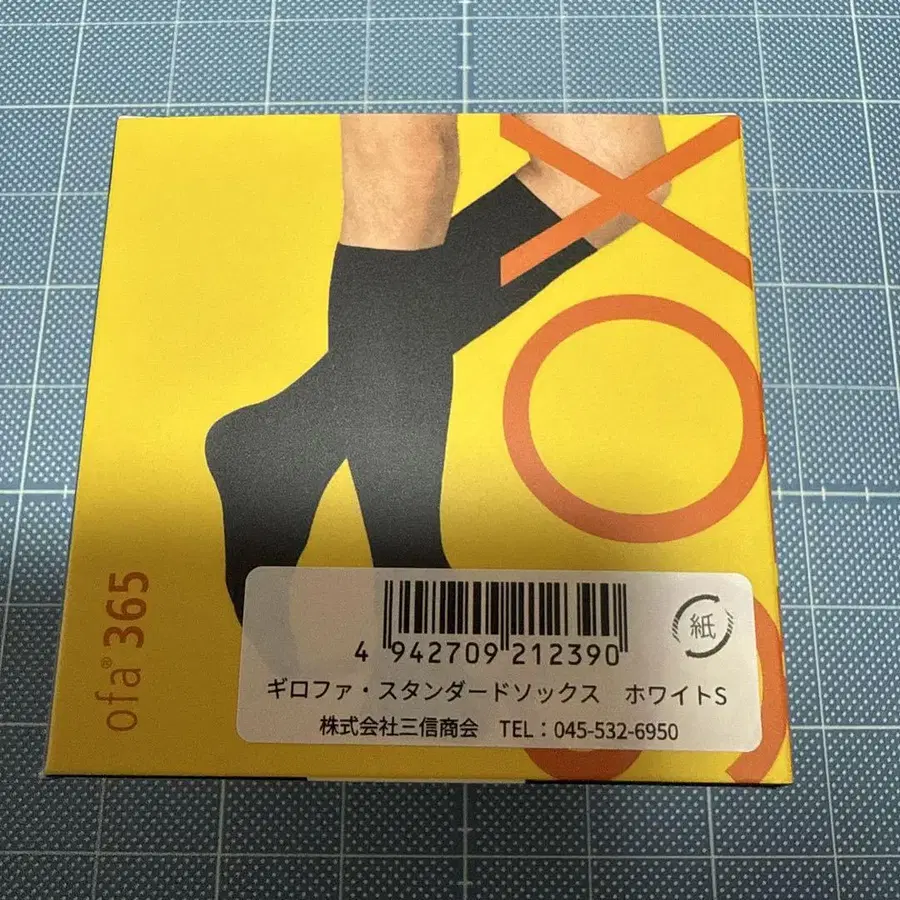 SOX
ofa® 365
4 942709 212390
紙
ギロファ・スタンダードソックス ホワイトS
株式会社三信商会 TEL：045-532-6950